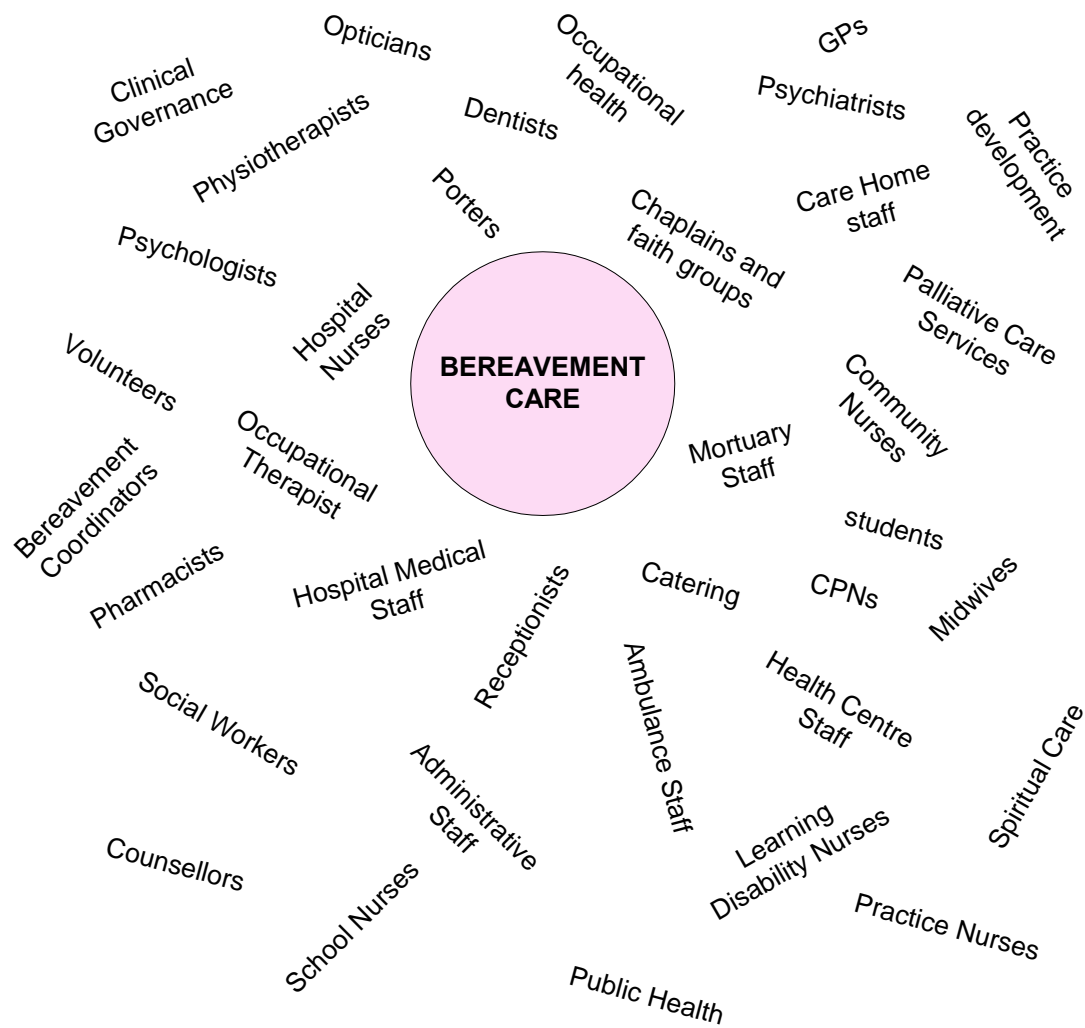 Opticians
Occupational
health
GPs
Clinical
Governance
Physiotherapists
Dentists
Psychiatrists
Practice
development
Porters
Chaplains and
faith groups
Care Home
staff
Psychologists
Hospital
Nurses
Palliative Care
Services
Volunteers
BEREAVEMENT
CARE
Community
Nurses
Occupational
Therapist
Mortuary
Staff
Bereavement
Coordinators
students
Pharmacists
Hospital Medical
Staff
Receptionists
Catering
CPNs
Midwives
Social Workers
Ambulance Staff
Health Centre
Staff
Spiritual Care
Administrative
Staff
Learning
Disability Nurses
Counsellors
School Nurses
Practice Nurses
Public Health